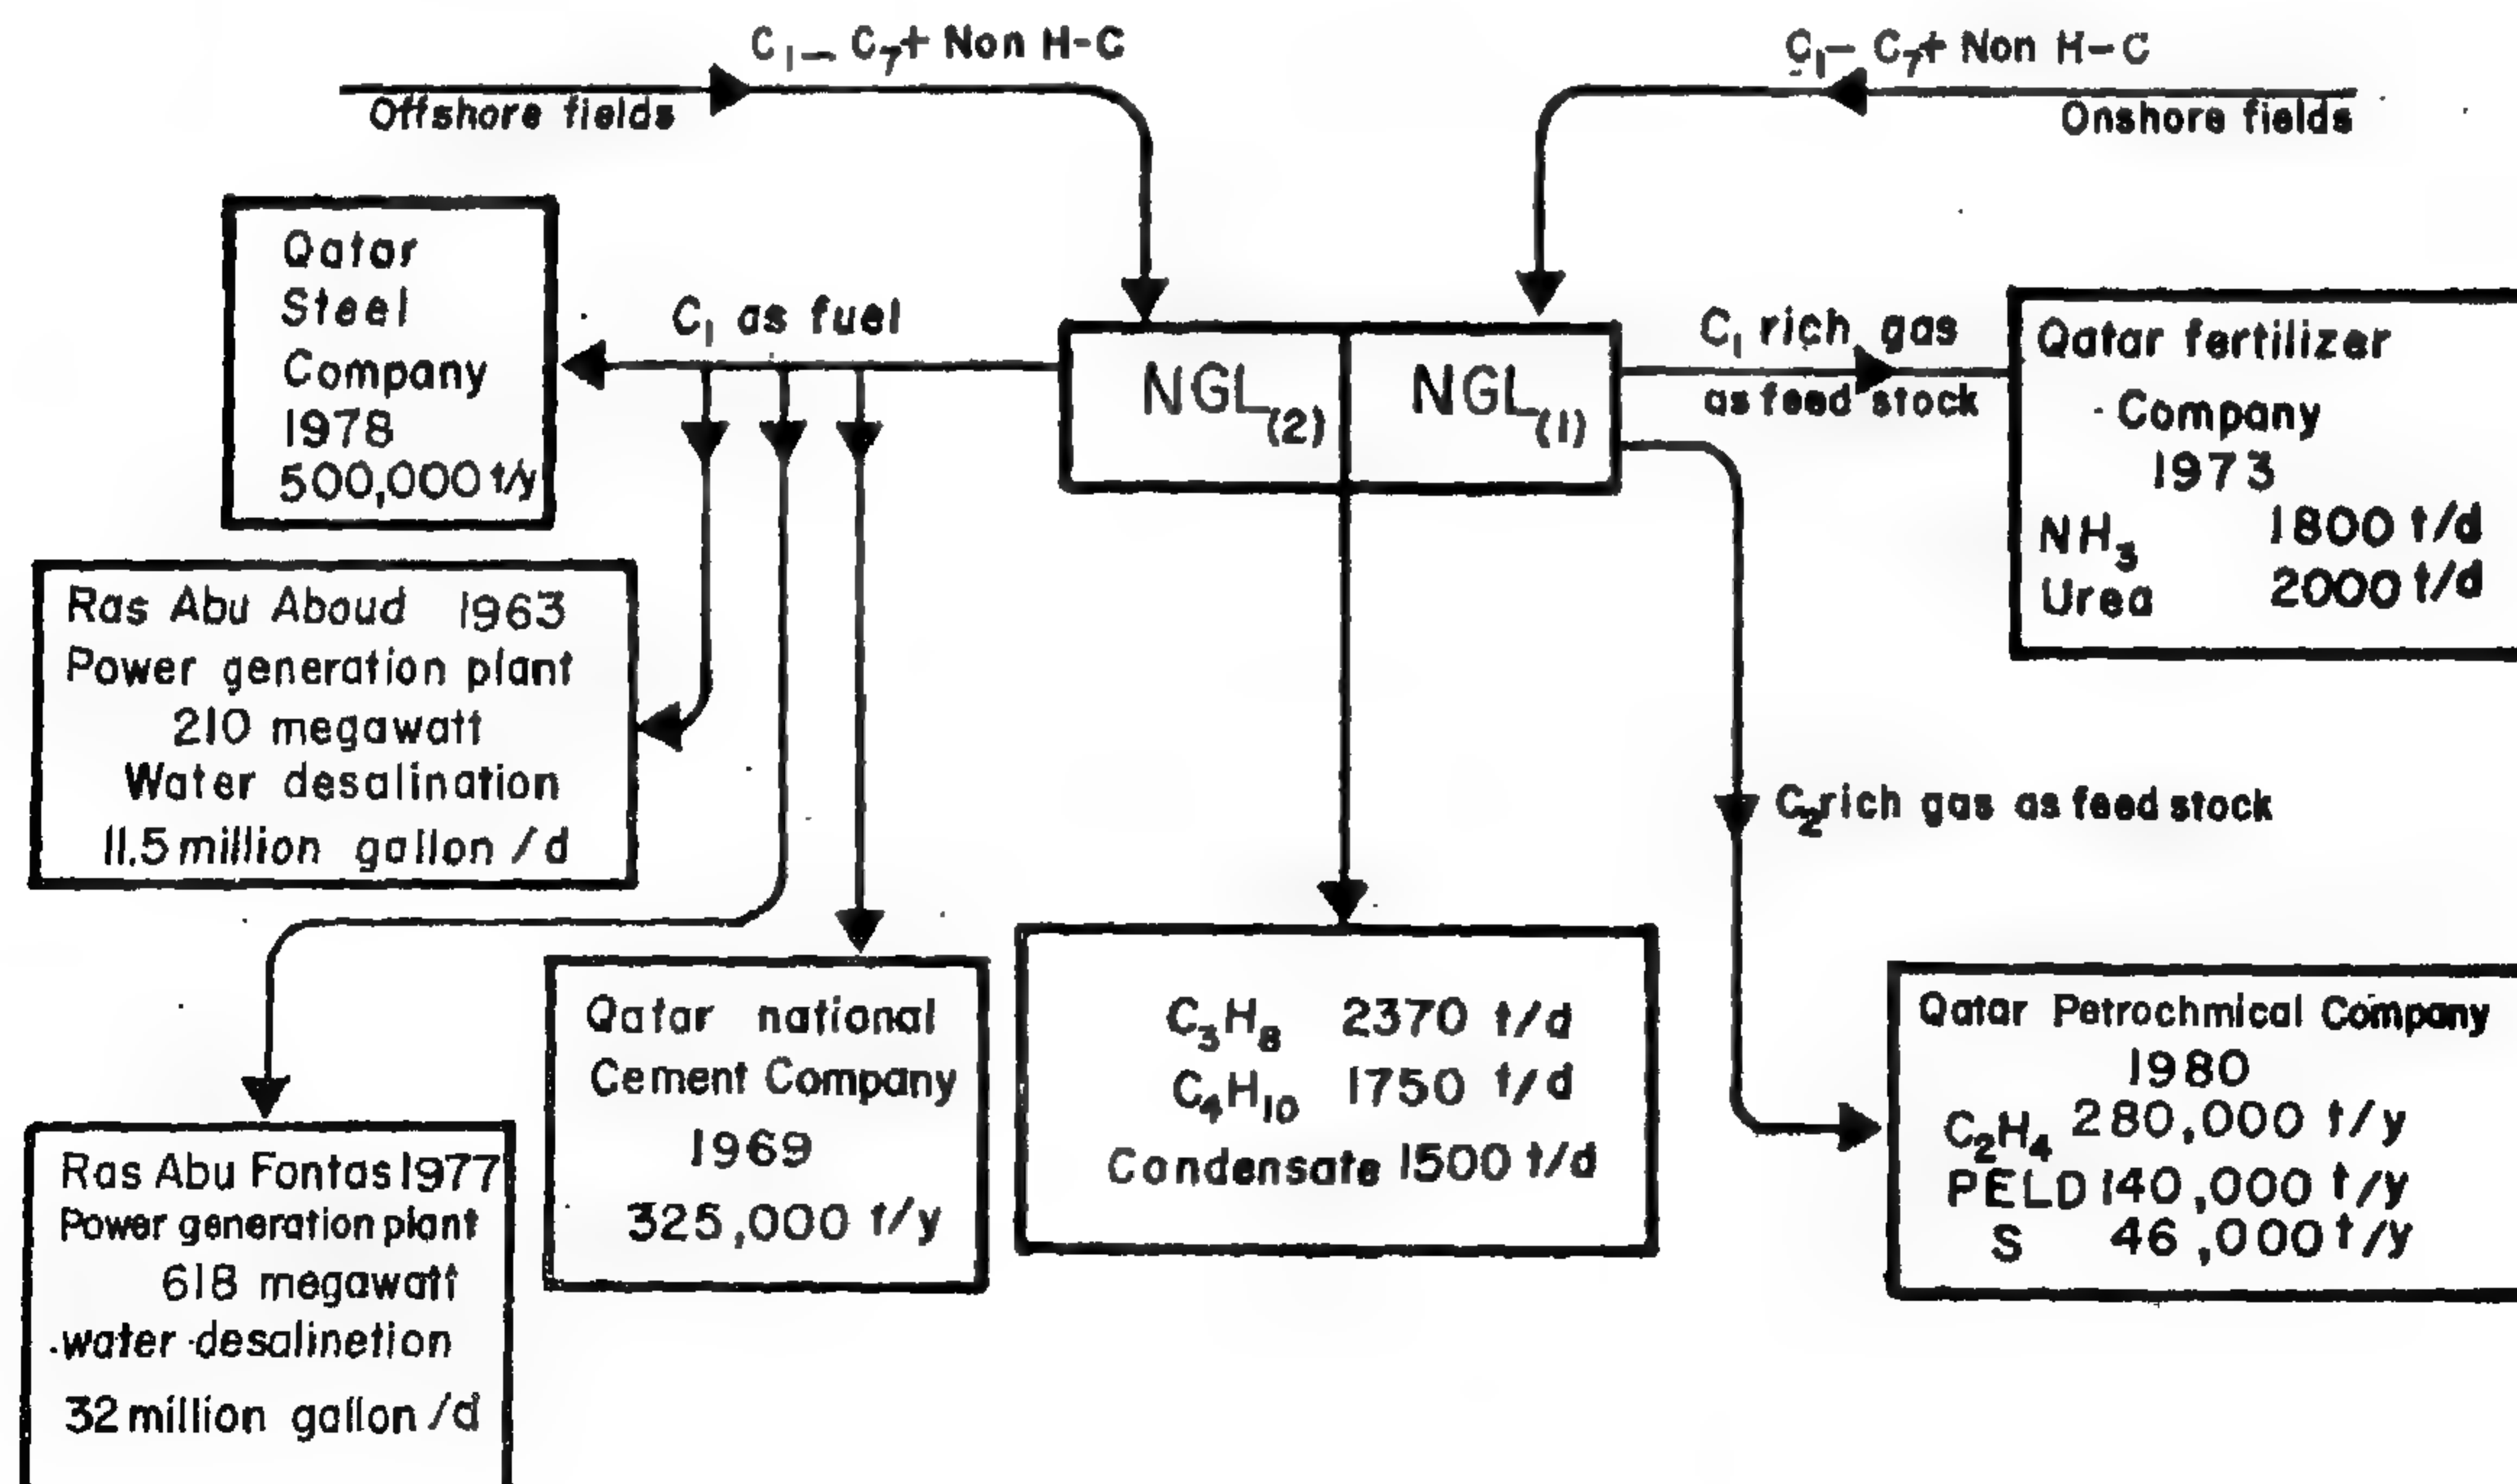 C₁– C₇+ Non H-C
Offshore fields
C₁– C₇+ Non H-C
Onshore fields
Qatar
Steel
Company
1978
500,000 t/y
C₁ as fuel
NGL₍₂₎
NGL₍₁₎
C₁ rich gas
as feed stock
Qatar fertilizer
Company
1973
NH₃ 1800 t/d
Urea 2000 t/d
Ras Abu Aboud 1963
Power generation plant
210 megawatt
Water desalination
11.5 million gallon /d
C₂ rich gas as feed stock
Qatar national
Cement Company
1969
325,000 t/y
C₃H₈ 2370 t/d
C₄H₁₀ 1750 t/d
Condensate 1500 t/d
Qatar Petrochmical Company
1980
C₂H₄ 280,000 t/y
PELD 140,000 t/y
S 46,000 t/y
Ras Abu Fontas 1977
Power generation plant
618 megawatt
water desalinetion
32 million gallon /d